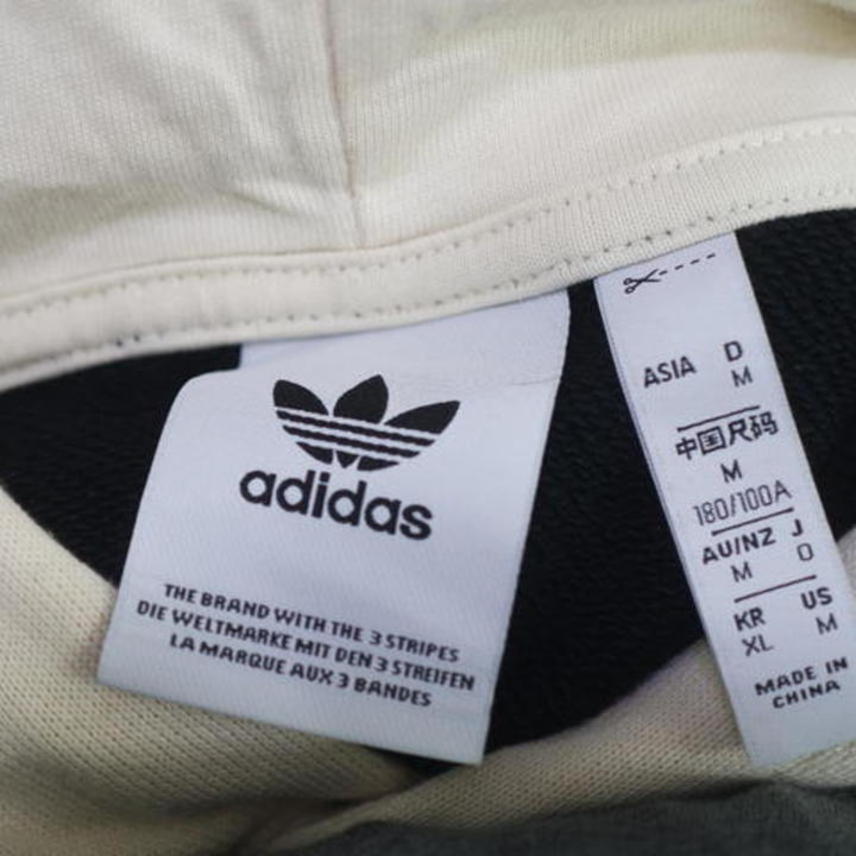 adidas
THE BRAND WITH THE 3 STRIPES
DIE WELTMARKE MIT DEN 3 STREIFEN
LA MARQUE AUX 3 BANDES
ASIA D
M
中国尺码
M
180/100A
AU/NZ J
M O
KR US
XL M
MADE IN
CHINA